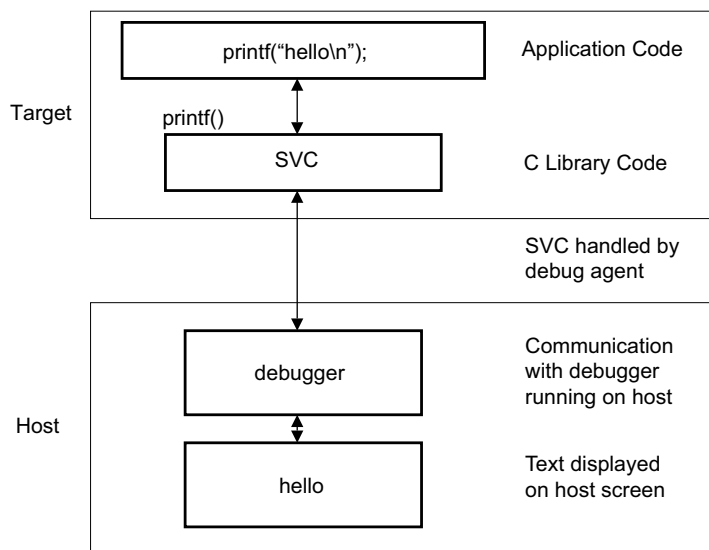 printf(“hello\n”);
Application Code
Target
printf()
SVC
C Library Code
SVC handled by
debug agent
debugger
Communication
with debugger
running on host
Host
hello
Text displayed
on host screen